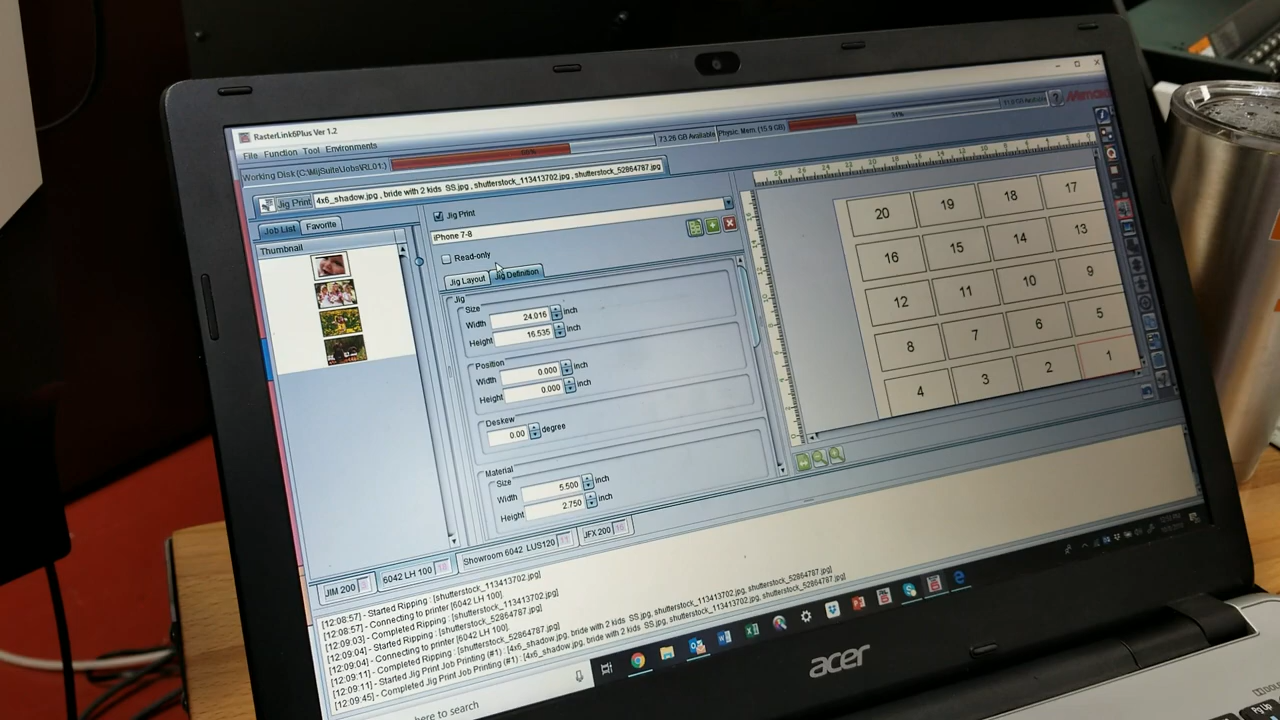 RasterLink6Plus Ver 1.2
File Function Tool Environments
Working Disk (C:\MijSuite\Jobs\RL01:)
73.26 GB Available
Physic. Mem (15.9 GB)
?
Mimaki
Jig Print
4x6_shadow.jpg , bride with 2 kids SS.jpg , shutterstock_113413702.jpg , shutterstock_52864787.jpg
Job List
Favorite
Thumbnail
Jig Print
iPhone 7-8
Read-only
Jig Layout
Jig Definition
Jig
Size
Width 24.016 inch
Height 16.535 inch
Position
Width 0.000 inch
Height 0.000 inch
Deskew
0.00 degree
Material
Size
Width 5.500 inch
Height 2.750 inch
20 19 18 17
16 15 14 13
12 11 10 9
8 7 6 5
4 3 2 1
JIM 200
6042 LH 100
Showroom 6042 LUS120
JFX 200
[12:08:57] - Started Ripping : [shutterstock_113413702.jpg]
[12:08:57] - Connecting to printer [6042 LH 100].
[12:09:03] - Completed Ripping : [shutterstock_113413702.jpg]
[12:09:04] - Started Ripping : [shutterstock_52864787.jpg]
[12:09:04] - Connecting to printer [6042 LH 100].
[12:09:11] - Completed Ripping : [shutterstock_52864787.jpg]
[12:09:11] - Started Jig Print Job Printing (#1) : [4x6_shadow.jpg, bride with 2 kids SS.jpg, shutterstock_113413702.jpg, shutterstock_52864787.jpg]
[12:09:45] - Completed Jig Print Job Printing (#1) : [4x6_shadow.jpg, bride with 2 kids SS.jpg, shutterstock_113413702.jpg, shutterstock_52864787.jpg]
here to search
acer
Pg Up